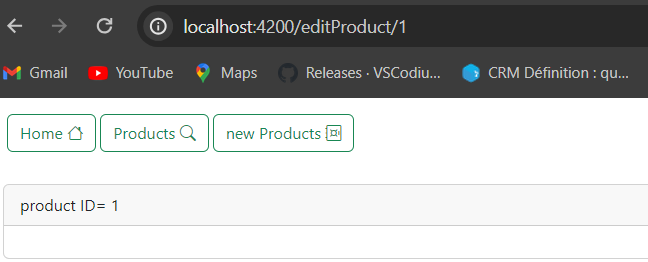 localhost:4200/editProduct/1
Gmail YouTube Maps Releases · VSCodiu... CRM Définition : qu...
Home Products new Products
product ID= 1